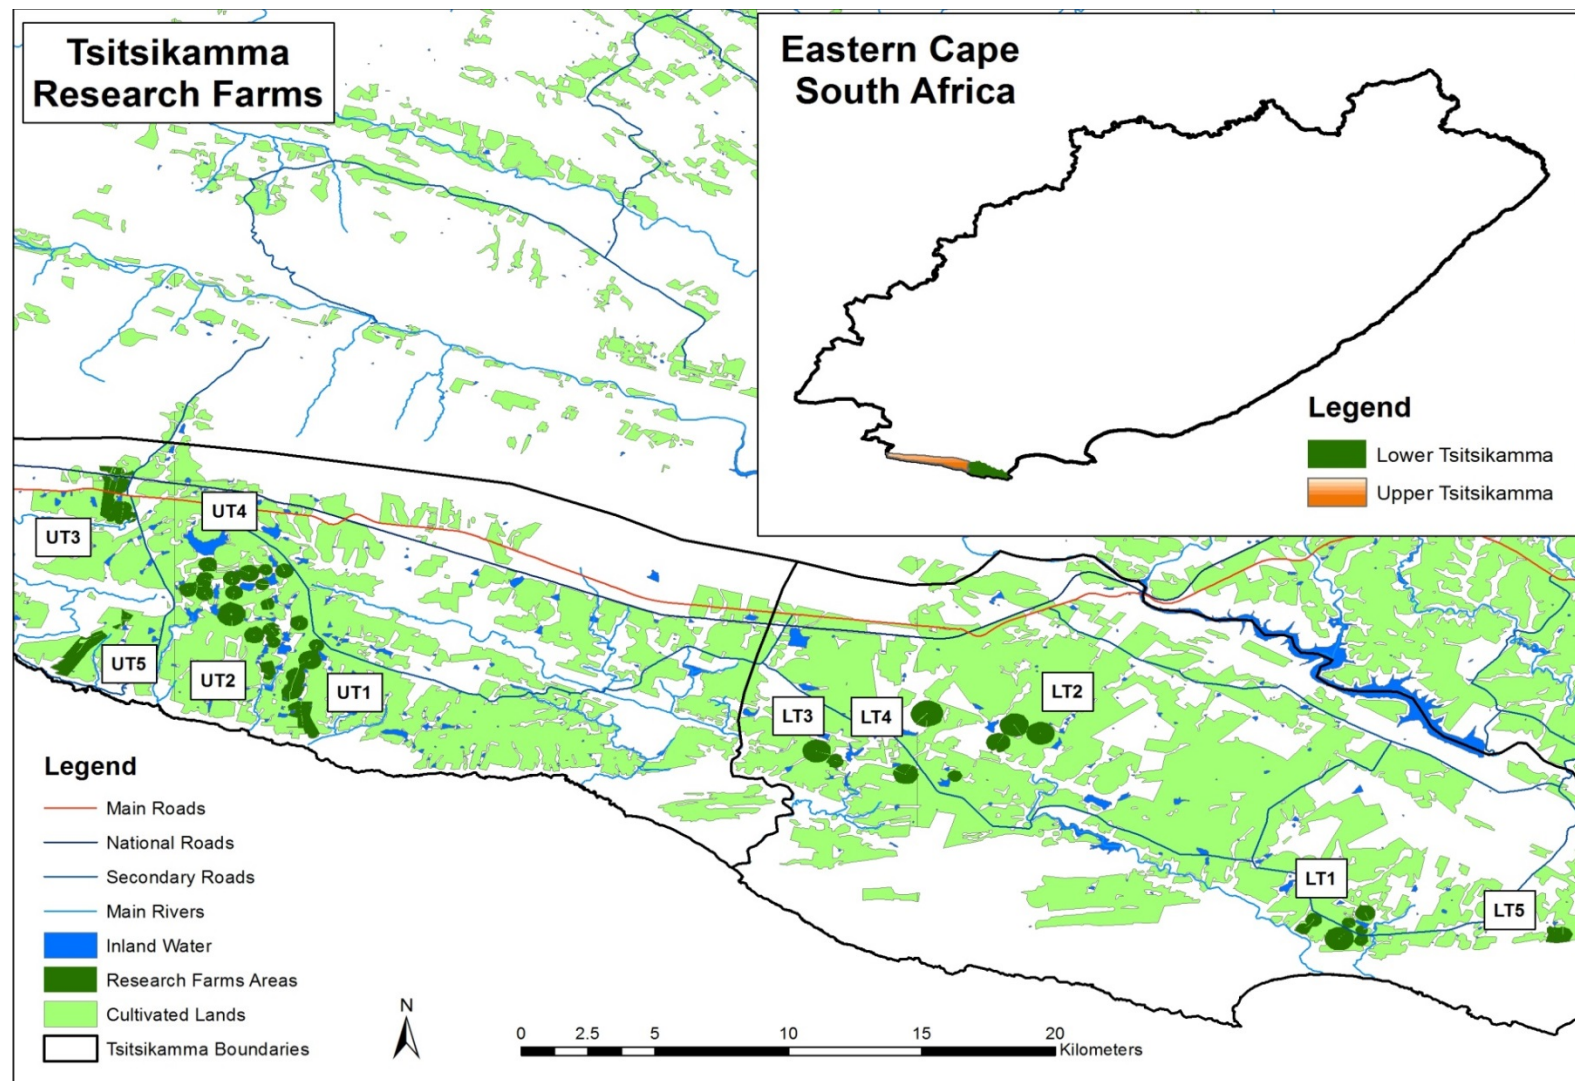 Tsitsikamma
Research Farms
Eastern Cape
South Africa
Legend
Lower Tsitsikamma
Upper Tsitsikamma
UT4
UT3
UT5
UT2
UT1
LT3
LT4
LT2
LT1
LT5
Legend
Main Roads
National Roads
Secondary Roads
Main Rivers
Inland Water
Research Farms Areas
Cultivated Lands
Tsitsikamma Boundaries
N
0 2.5 5 10 15 20
Kilometers